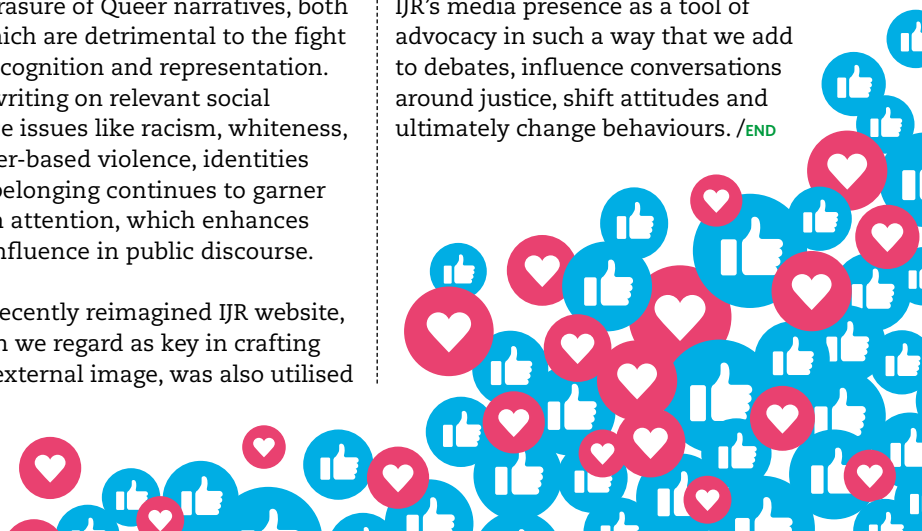 rasure of Queer narratives, both
hich are detrimental to the fight
cognition and representation.
writing on relevant social
e issues like racism, whiteness,
er-based violence, identities
belonging continues to garner
attention, which enhances
nfluence in public discourse.
ecently reimagined IJR website,
we regard as key in crafting
external image, was also utilised
IJR's media presence as a tool of
advocacy in such a way that we add
to debates, influence conversations
around justice, shift attitudes and
ultimately change behaviours. /END